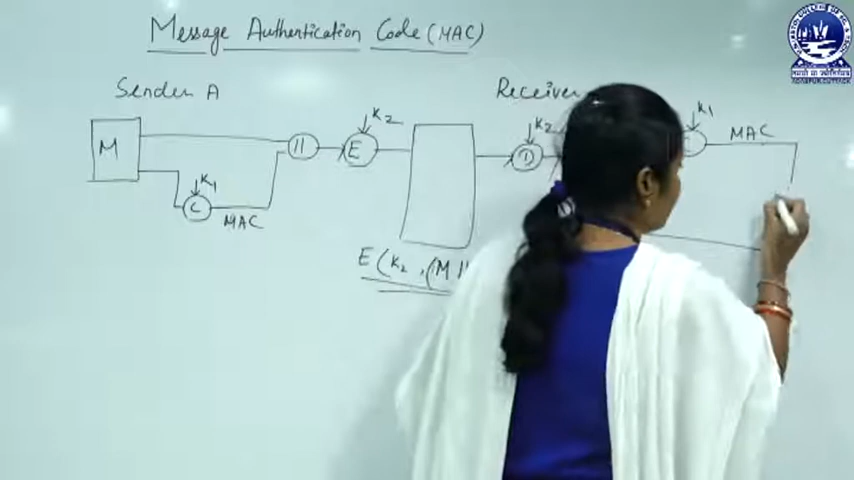 Message Authentication Code (MAC)
Sender A
Receiver
M
K1
C
MAC
||
K2
E
E(K2, (M ||
K2
D
K1
MAC